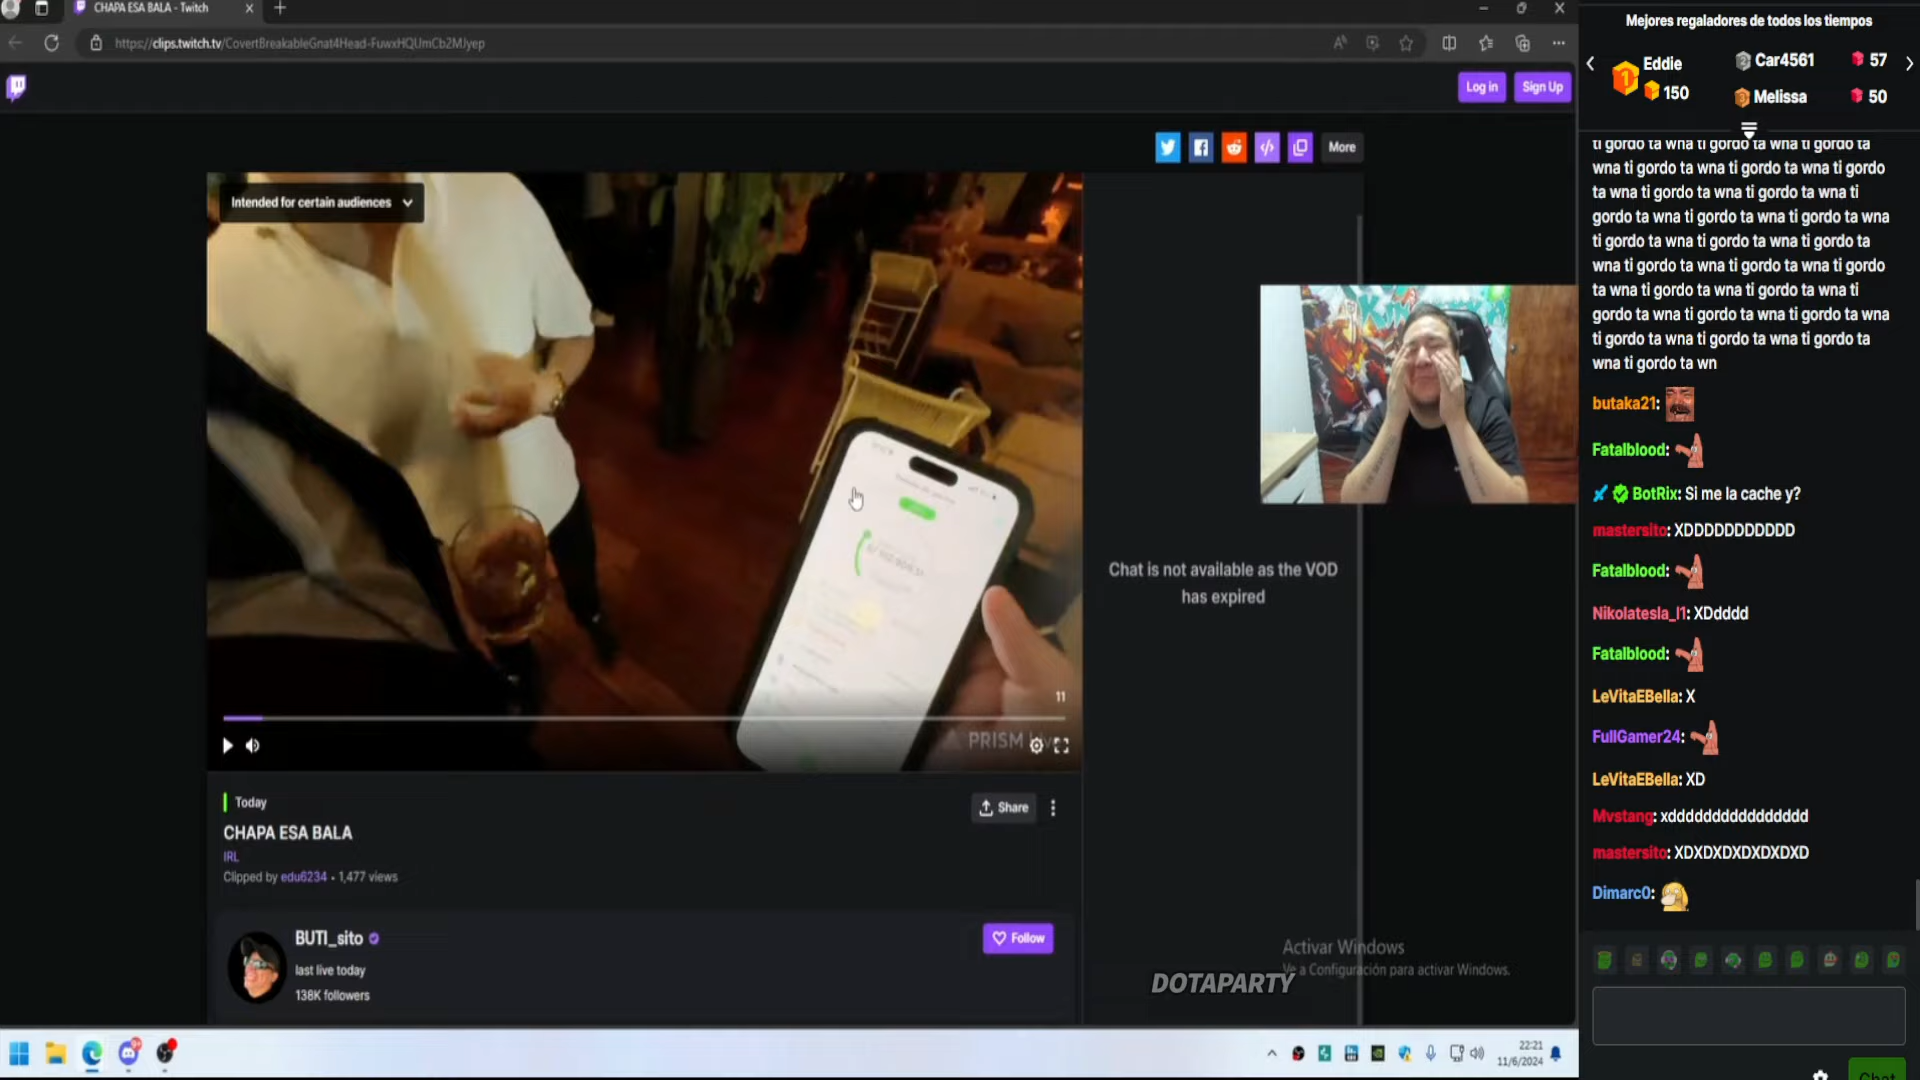 CHAPA ESA BALA - Twitch
https://clips.twitch.tv/CovertBreakableGnat4Head-FuwxHQUmCb2MJyep
Log in
Sign Up
More
Intended for certain audiences
Chat is not available as the VOD
has expired
11
PRISM Live
Today
Share
CHAPA ESA BALA
IRL
Clipped by edu6234 • 1,477 views
BUTI_sito
Follow
last live today
138K followers
Activar Windows
Ve a Configuración para activar Windows.
DOTAPARTY
22:21
11/6/2024
Mejores regaladores de todos los tiempos
Eddie
150
Car4561
57
Melissa
50
ti gordo ta wna ti gordo ta wna ti gordo ta
wna ti gordo ta wna ti gordo ta wna ti gordo
ta wna ti gordo ta wna ti gordo ta wna ti
gordo ta wna ti gordo ta wna ti gordo ta wna
ti gordo ta wna ti gordo ta wna ti gordo ta
wna ti gordo ta wna ti gordo ta wna ti gordo
ta wna ti gordo ta wna ti gordo ta wna ti
gordo ta wna ti gordo ta wna ti gordo ta wna
ti gordo ta wna ti gordo ta wna ti gordo ta
wna ti gordo ta wn
butaka21:
Fatalblood:
BotRix: Si me la cache y?
mastersito: XDDDDDDDDDDD
Fatalblood:
Nikolatesla_l1: XDdddd
Fatalblood:
LeVitaEBella: X
FullGamer24:
LeVitaEBella: XD
Mvstang: xdddddddddddddddd
mastersito: XDXDXDXDXDXDXD
Dimarc0:
Chat